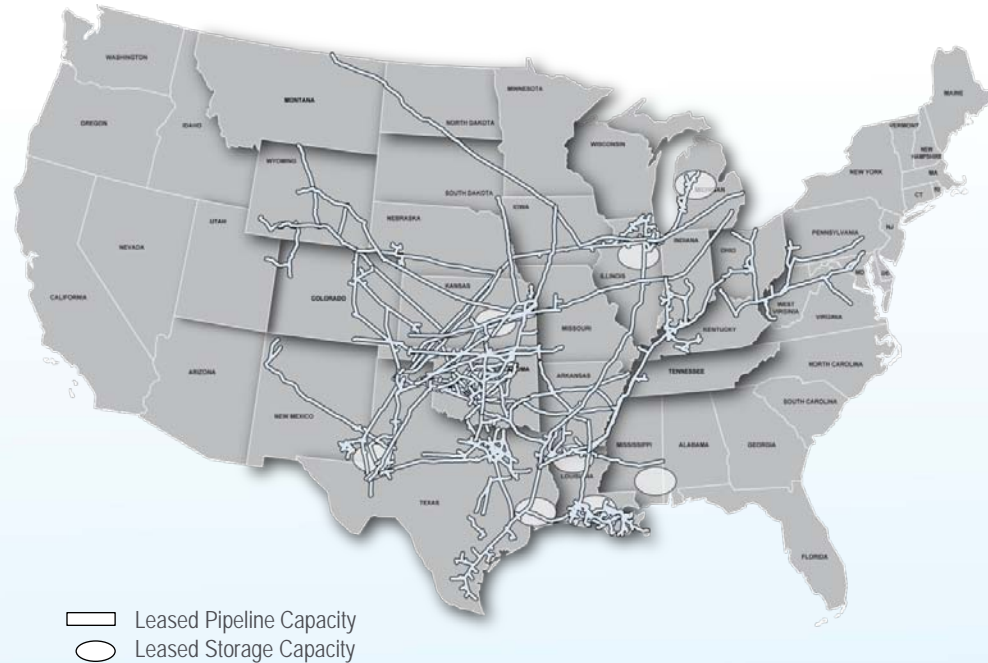 WASHINGTON
MAINE
MONTANA
MINNESOTA
NORTH DAKOTA
OREGON
IDAHO
VERMONT
WISCONSIN
NEW HAMPSHIRE
WYOMING
NEW YORK
MA
SOUTH DAKOTA
CT
IOWA
NEBRASKA
PENNSYLVANIA
NJ
UTAH
NEVADA
INDIANA
OHIO
ILLINOIS
KANSAS
COLORADO
CALIFORNIA
WEST VIRGINIA
VIRGINIA
MISSOURI
KENTUCKY
NORTH CAROLINA
ARIZONA
ARKANSAS
TENNESSEE
SOUTH CAROLINA
NEW MEXICO
MISSISSIPPI
ALABAMA
GEORGIA
LOUISIANA
TEXAS
FLORIDA
Leased Pipeline Capacity
Leased Storage Capacity